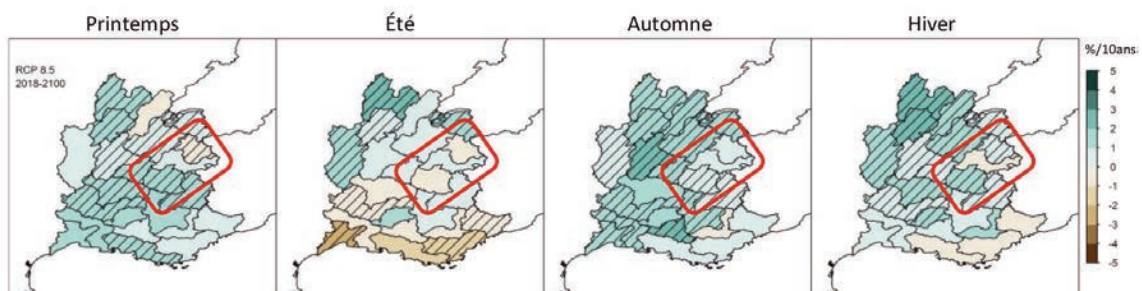 Printemps
Été
Automne
Hiver
RCP 8.5
2018-2100
%/10ans
5
4
3
2
1
0
-1
-2
-3
-4
-5